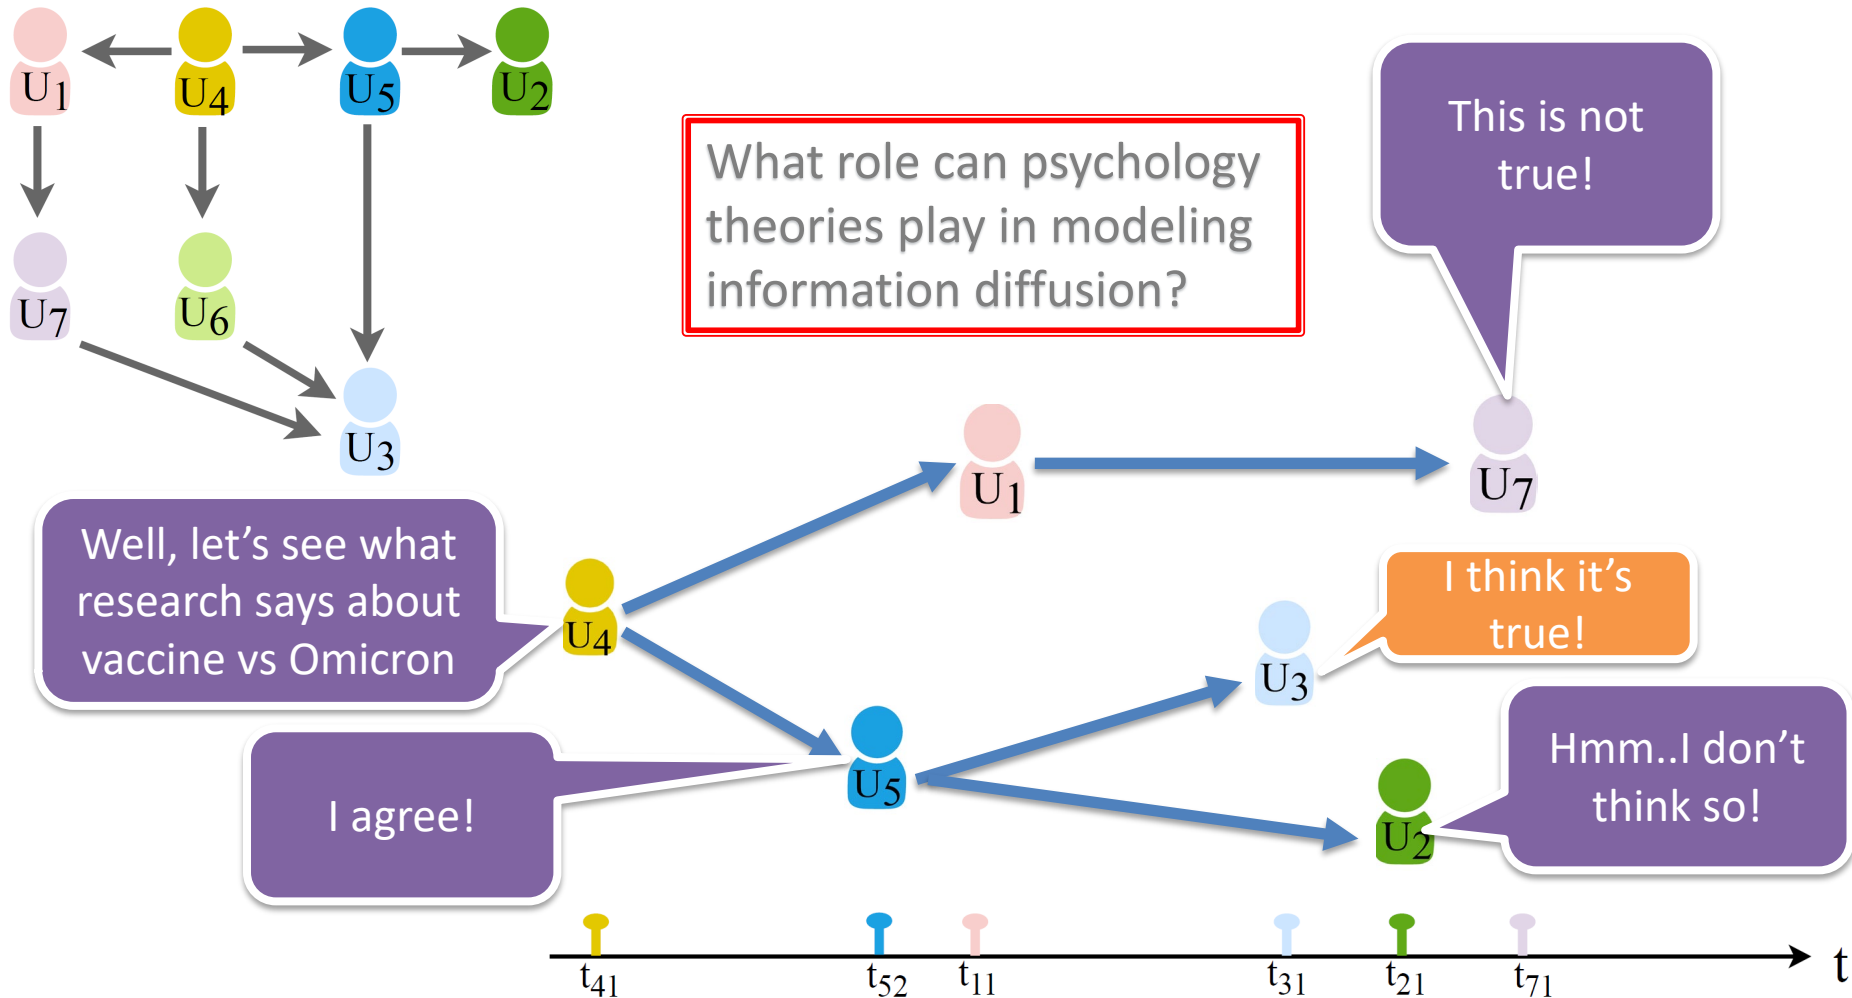 U1
U4
U5
U2
What role can psychology
theories play in modeling
information diffusion?
This is not
true!
U7
U6
U3
U1
U7
Well, let’s see what
research says about
vaccine vs Omicron
U4
I think it’s
true!
U3
I agree!
U5
Hmm..I don’t
think so!
U2
t41
t52
t11
t31
t21
t71
t